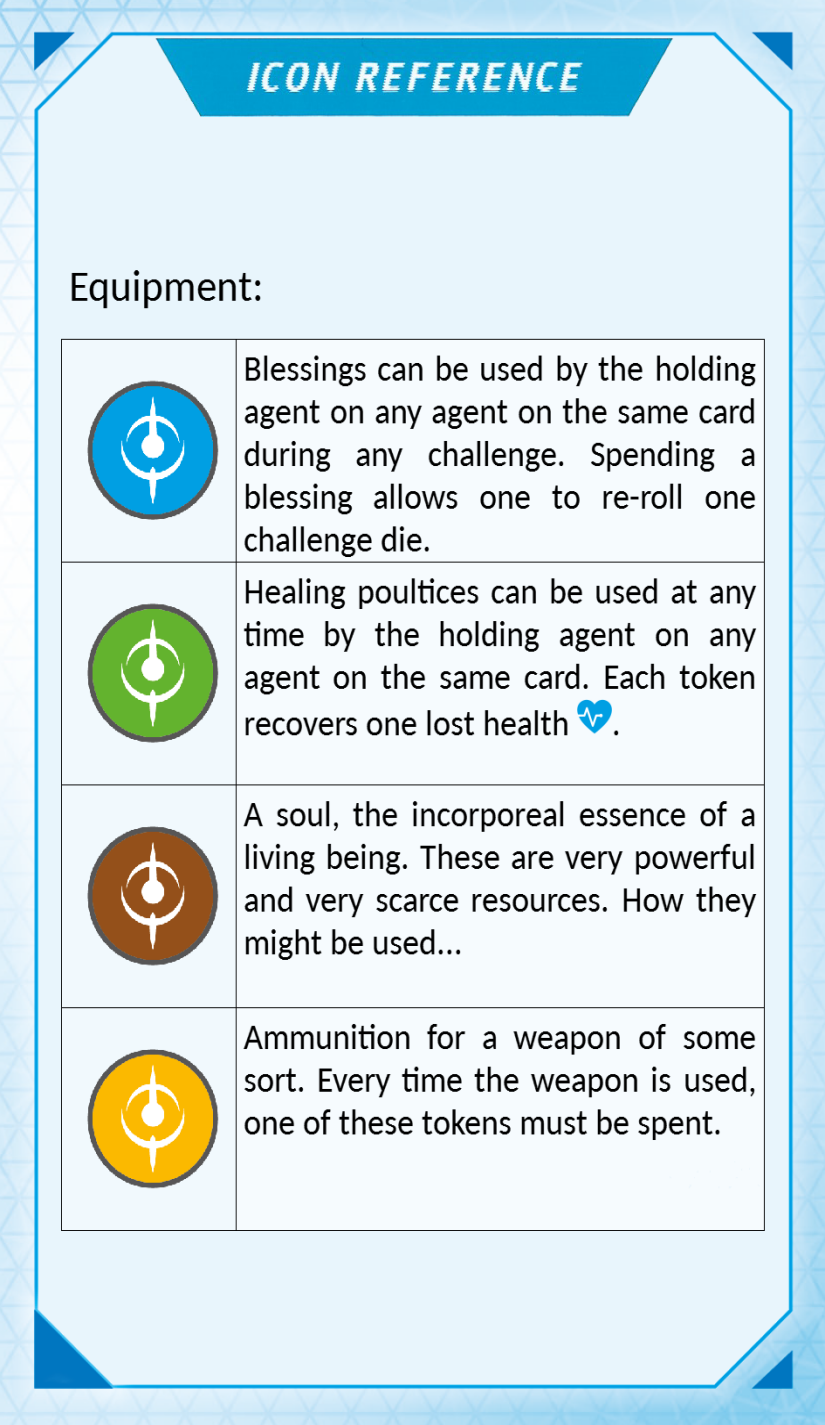 ICON REFERENCE
Equipment:
Blessings can be used by the holding
agent on any agent on the same card
during any challenge. Spending a
blessing allows one to re-roll one
challenge die.
Healing poultices can be used at any
time by the holding agent on any
agent on the same card. Each token
recovers one lost health .
A soul, the incorporeal essence of a
living being. These are very powerful
and very scarce resources. How they
might be used...
Ammunition for a weapon of some
sort. Every time the weapon is used,
one of these tokens must be spent.